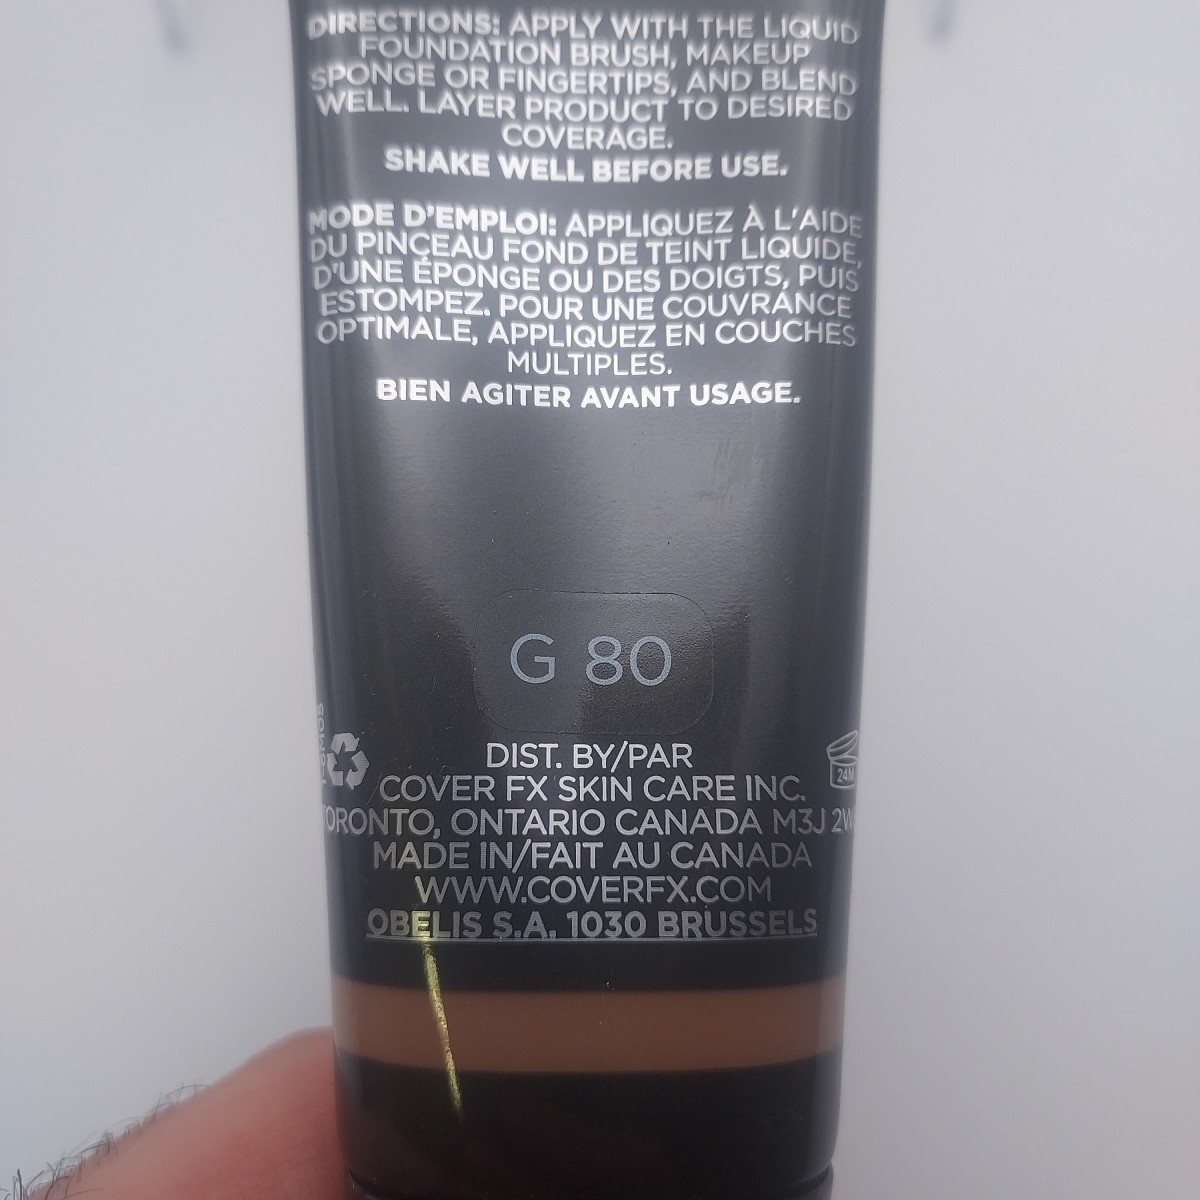 DIRECTIONS: APPLY WITH THE LIQUID
FOUNDATION BRUSH, MAKEUP
SPONGE OR FINGERTIPS, AND BLEND
WELL. LAYER PRODUCT TO DESIRED
COVERAGE.
SHAKE WELL BEFORE USE.
MODE D'EMPLOI: APPLIQUEZ À L'AIDE
DU PINCEAU FOND DE TEINT LIQUIDE,
D'UNE ÉPONGE OU DES DOIGTS, PUIS
ESTOMPEZ. POUR UNE COUVRANCE
OPTIMALE, APPLIQUEZ EN COUCHES
MULTIPLES.
BIEN AGITER AVANT USAGE.
G 80
DIST. BY/PAR
24M
COVER FX SKIN CARE INC.
TORONTO, ONTARIO CANADA M3J
MADE IN/FAIT AU CANADA
WWW.COVERFX.COM
OBELIS S.A. 1030 BRUSSELS